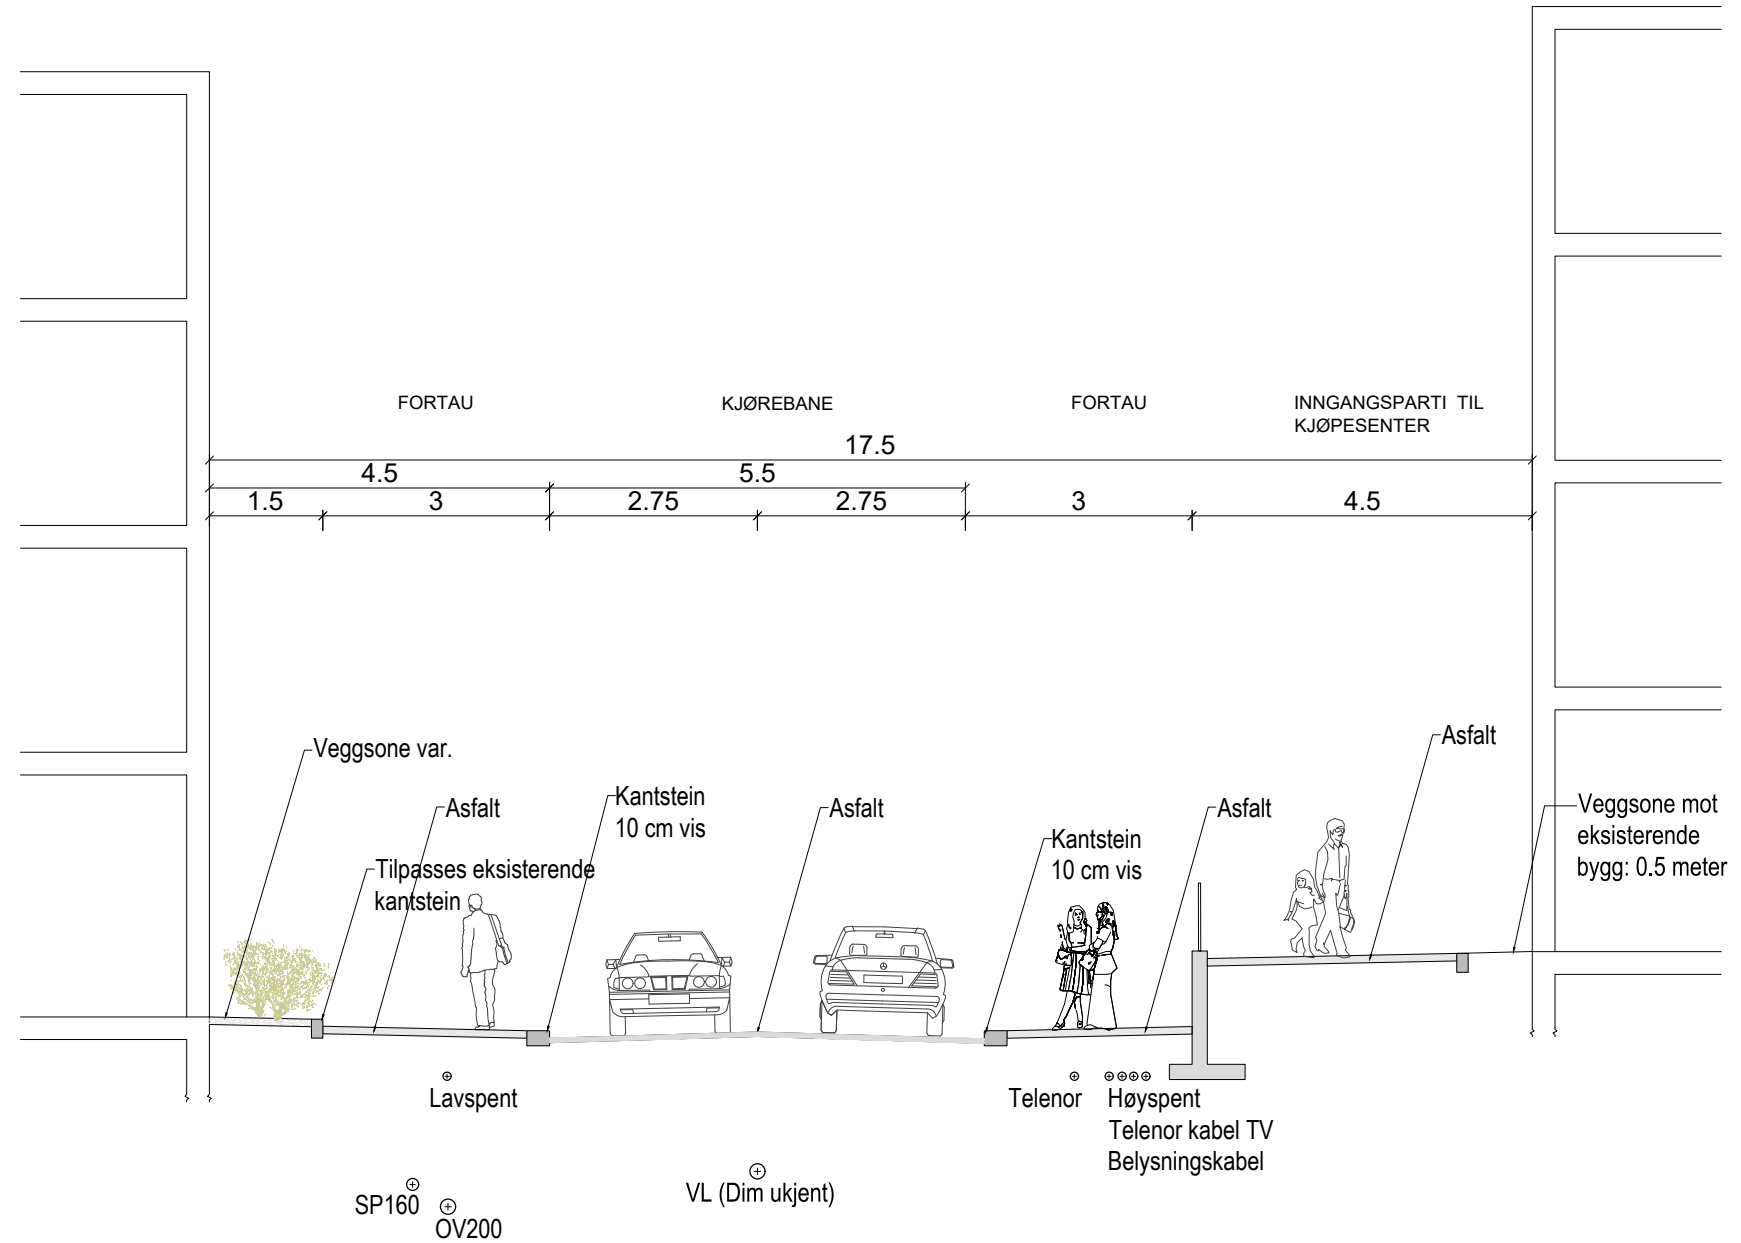 FORTAU
KJØREBANE
FORTAU
INNGANGSPARTI TIL
KJØPESENTER
17.5
4.5
5.5
1.5
3
2.75
2.75
3
4.5
Veggsone var.
Asfalt
Tilpasses eksisterende
kantstein
Kantstein
10 cm vis
Asfalt
Kantstein
10 cm vis
Asfalt
Asfalt
Veggsone mot
eksisterende
bygg: 0.5 meter
Lavspent
Telenor
Høyspent
Telenor kabel TV
Belysningskabel
SP160
OV200
VL (Dim ukjent)